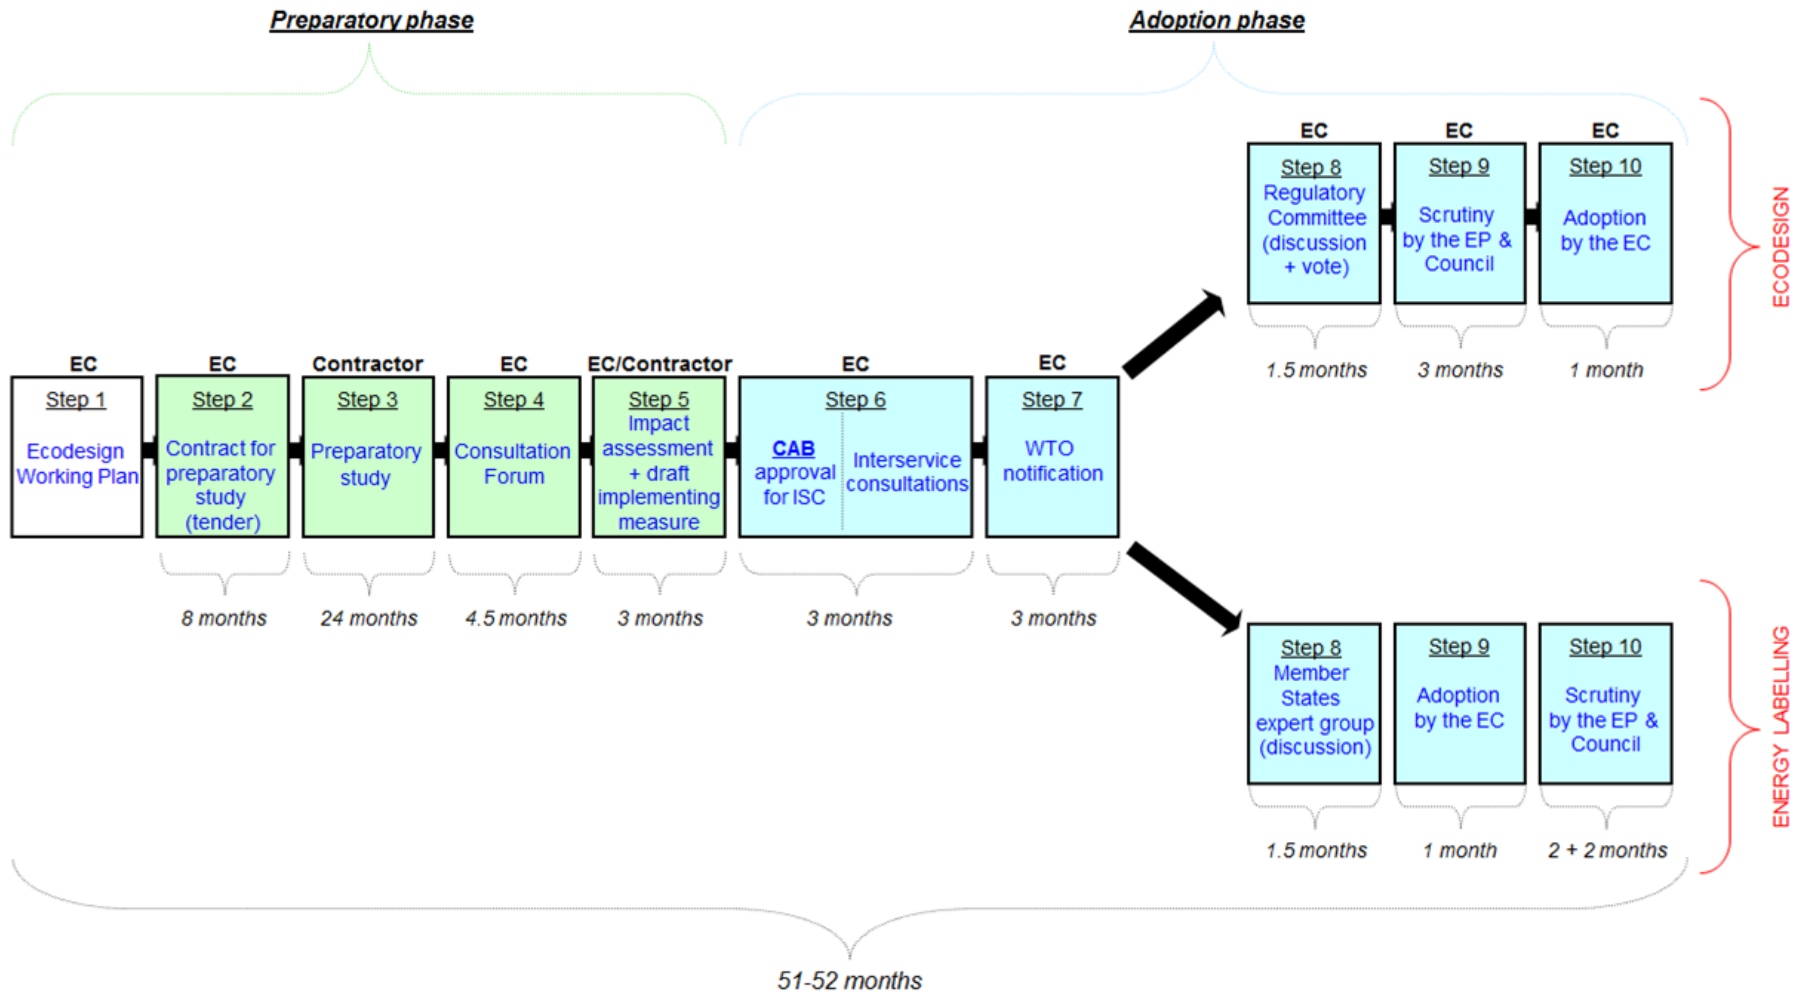 Preparatory phase
Adoption phase
EC
Step 8
Regulatory
Committee
(discussion
+ vote)
1.5 months
EC
Step 9
Scrutiny
by the EP &
Council
3 months
EC
Step 10
Adoption
by the EC
1 month
ECODESIGN
EC
Step 1
Ecodesign
Working Plan
EC
Step 2
Contract for
preparatory
study
(tender)
8 months
Contractor
Step 3
Preparatory
study
24 months
EC
Step 4
Consultation
Forum
4.5 months
EC/Contractor
Step 5
Impact
assessment
+ draft
implementing
measure
3 months
EC
Step 6
CAB
approval
for ISC
Interservice
consultations
3 months
EC
Step 7
WTO
notification
3 months
Step 8
Member
States
expert group
(discussion)
1.5 months
Step 9
Adoption
by the EC
1 month
Step 10
Scrutiny
by the EP &
Council
2 + 2 months
ENERGY LABELLING
51-52 months